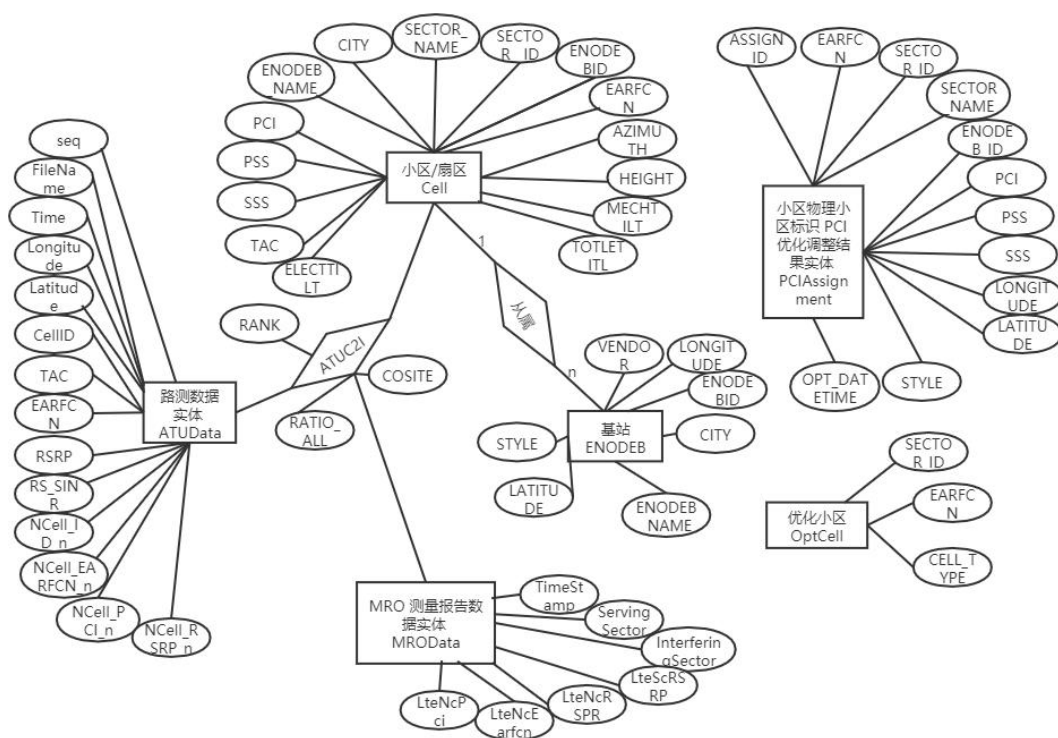 CITY
SECTOR_
NAME
SECTO
R_ID
ENODE
BID
ENODEB
_NAME
EARFC
N
PCI
AZIMU
TH
PSS
小区/扇区
Cell
HEIGHT
SSS
MECHT
ILT
TAC
TOTLET
ITL
ELECTTI
LT
ASSIGN
ID
EARFC
N
SECTO
R_ID
SECTOR
NAME
ENODE
B_ID
PCI
PSS
SSS
LONGIT
UDE
LATITU
DE
小区物理小
区标识 PCI
优化调整结
果实体
PCIAssign
ment
OPT_DAT
ETIME
STYLE
seq
FileNa
me
Time
Longitu
de
Latitud
e
CellID
TAC
EARFC
N
路测数据
实体
ATUData
RSRP
RS_SIN
R
NCell_I
D_n
NCell_EA
RFCN_n
NCell_P
CI_n
NCell_R
SRP_n
RANK
ATUC2I
COSITE
RATIO_
ALL
1
从属
n
VENDO
R
LONGIT
UDE
ENODE
BID
基站
ENODEB
CITY
STYLE
LATITU
DE
ENODEB
NAME
SECTO
R_ID
EARFC
N
优化小区
OptCell
CELL_T
YPE
MRO 测量报告数
据实体
MROData
TimeSt
amp
Serving
Sector
Interferin
gSector
LteScRS
RP
LteNcR
SPR
LteNcE
arfcn
LteNcP
ci